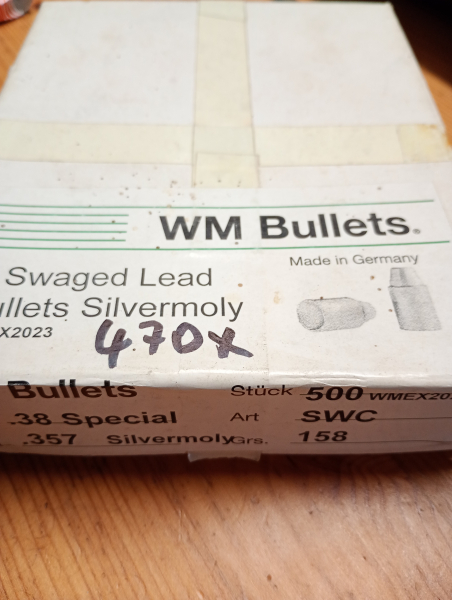 WM Bullets®
Made in Germany
Swaged Lead
ullets Silvermoly
X2023
470x
Bullets
Stück 500 WMEX20
.38 Special
Art SWC
.357 Silvermoly
Grs. 158